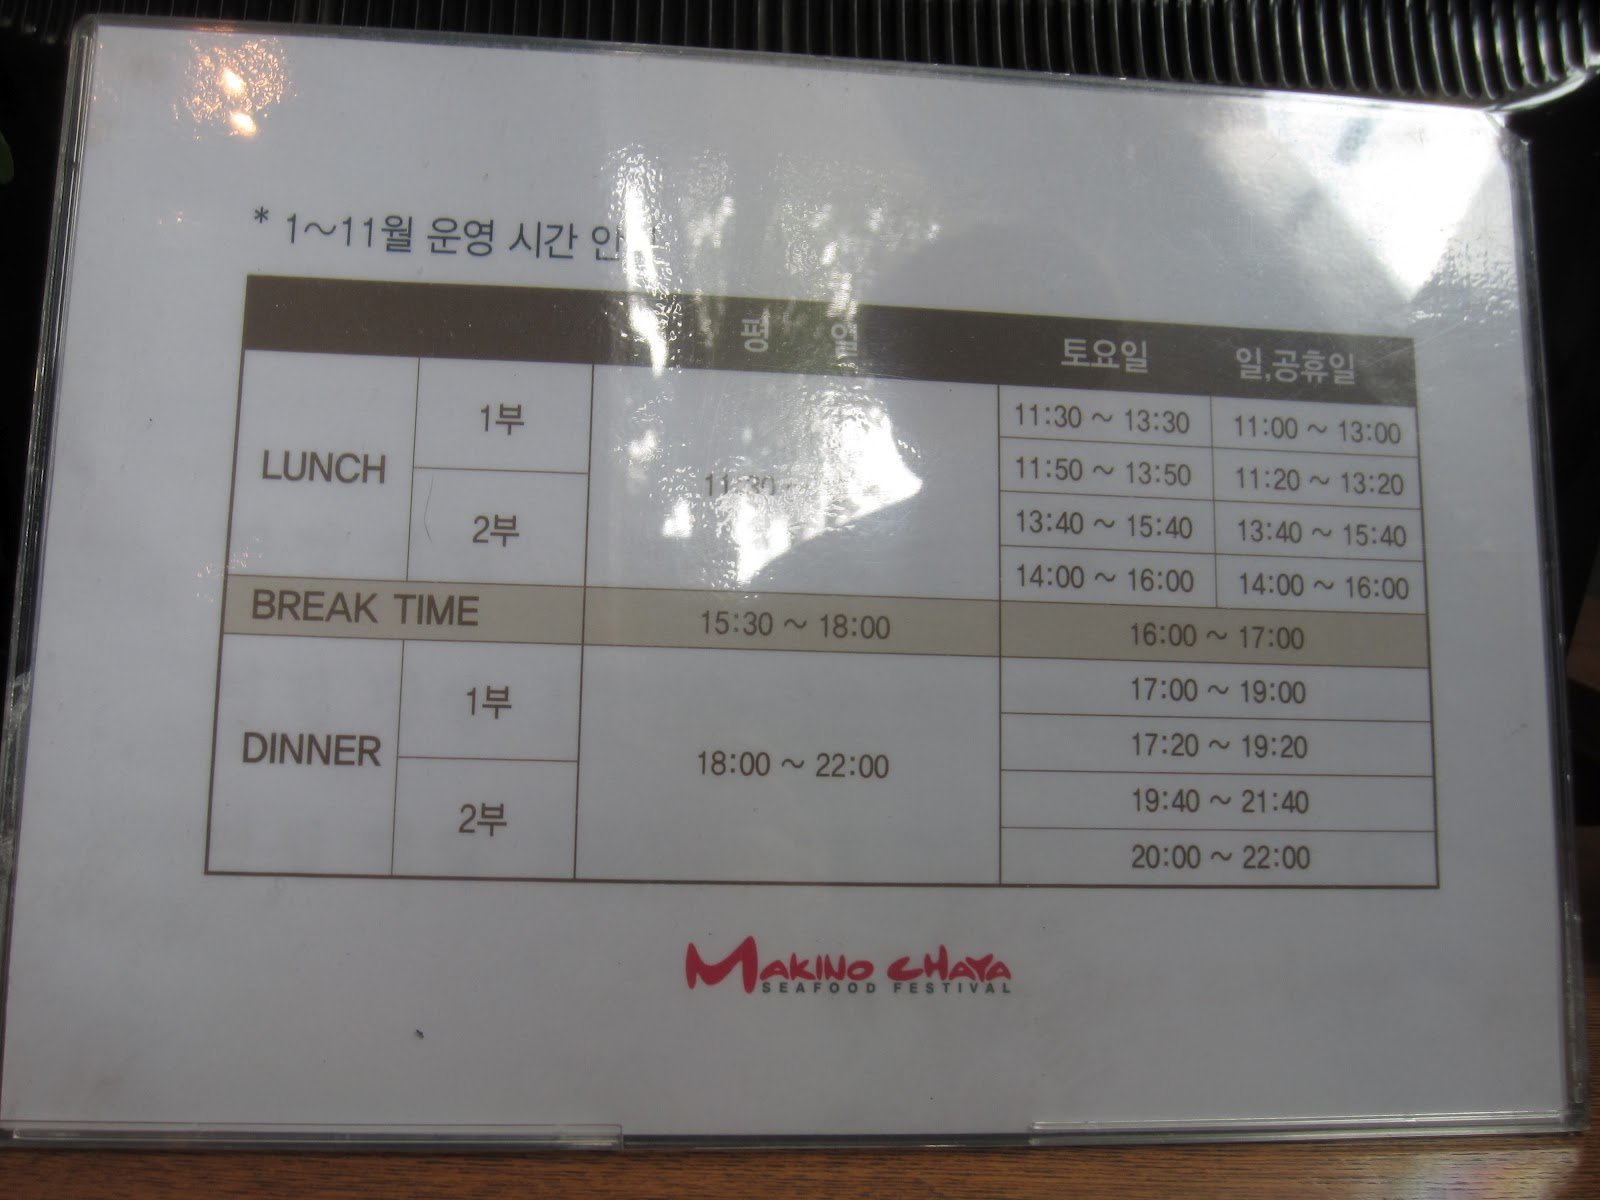 * 1~11월 운영 시간
평 일 토요일 일,공휴일
LUNCH
1부
11:30 ~ 13:30 11:00 ~ 13:00
11:50 ~ 13:50 11:20 ~ 13:20
2부
13:40 ~ 15:40 13:40 ~ 15:40
14:00 ~ 16:00 14:00 ~ 16:00
BREAK TIME 15:30 ~ 18:00 16:00 ~ 17:00
DINNER
1부
18:00 ~ 22:00
17:00 ~ 19:00
17:20 ~ 19:20
2부
19:40 ~ 21:40
20:00 ~ 22:00
MAKINO CHAYA
SEAFOOD FESTIVAL